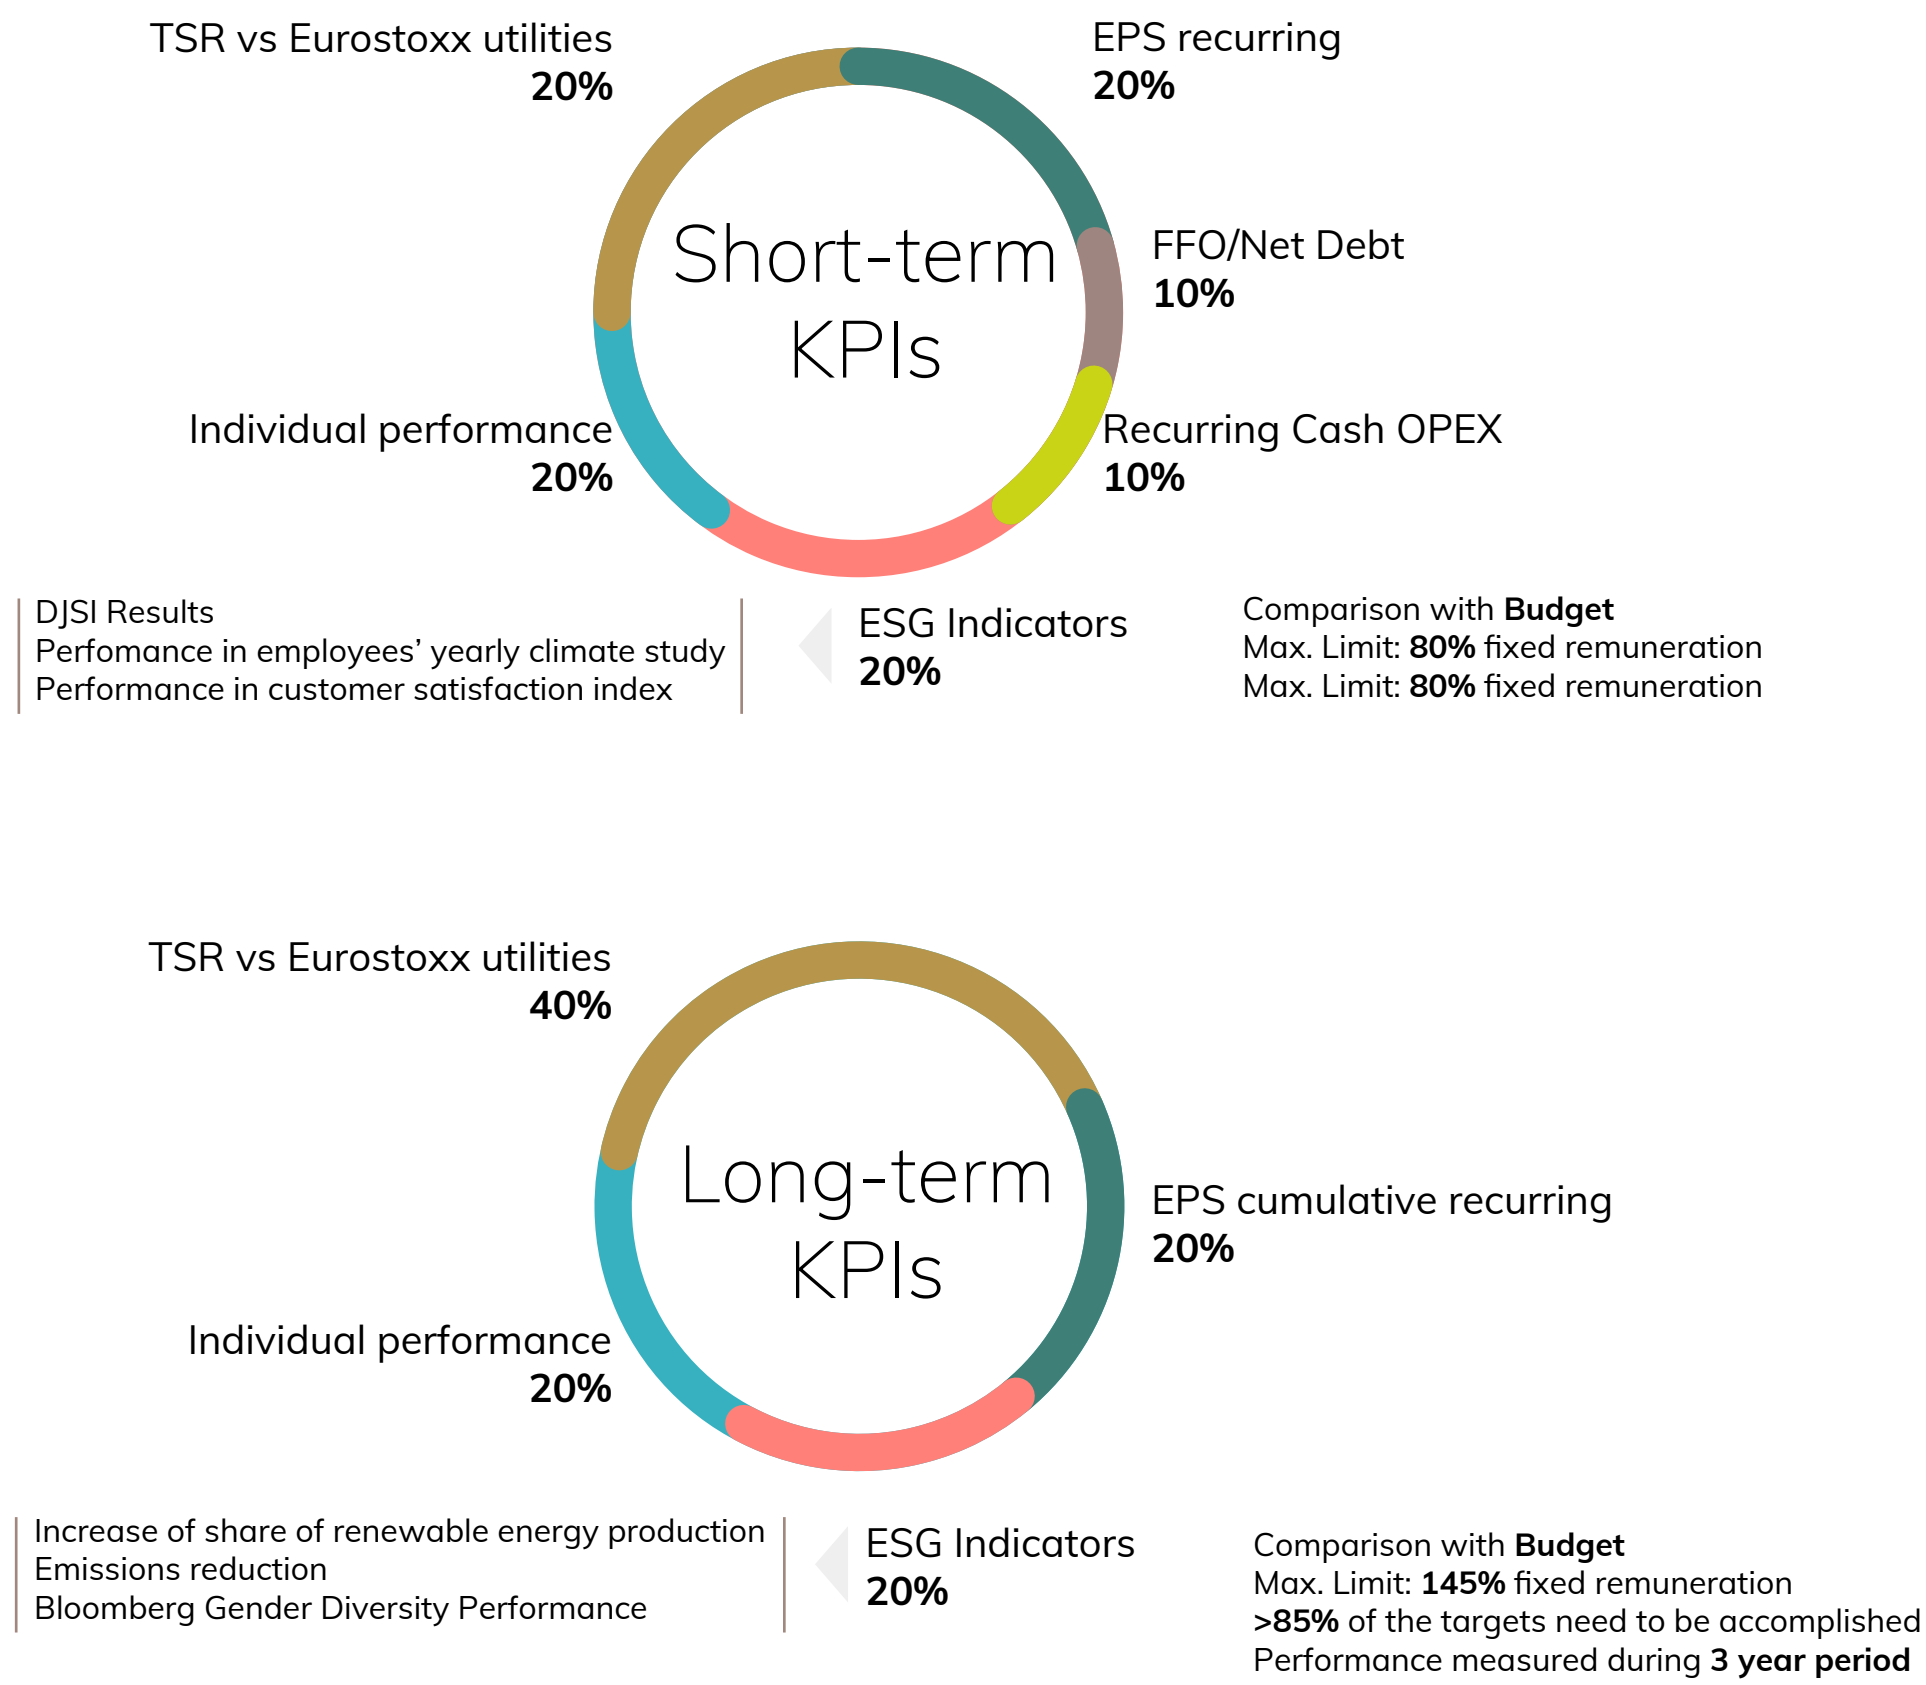 TSR vs Eurostoxx utilities
20%
EPS recurring
20%
Short-term
KPIs
FFO/Net Debt
10%
Individual performance
20%
Recurring Cash OPEX
10%
DJSI Results
Perfomance in employees’ yearly climate study
Performance in customer satisfaction index
ESG Indicators
20%
Comparison with Budget
Max. Limit: 80% fixed remuneration
Max. Limit: 80% fixed remuneration
TSR vs Eurostoxx utilities
40%
Long-term
KPIs
EPS cumulative recurring
20%
Individual performance
20%
Increase of share of renewable energy production
Emissions reduction
Bloomberg Gender Diversity Performance
ESG Indicators
20%
Comparison with Budget
Max. Limit: 145% fixed remuneration
>85% of the targets need to be accomplished
Performance measured during 3 year period